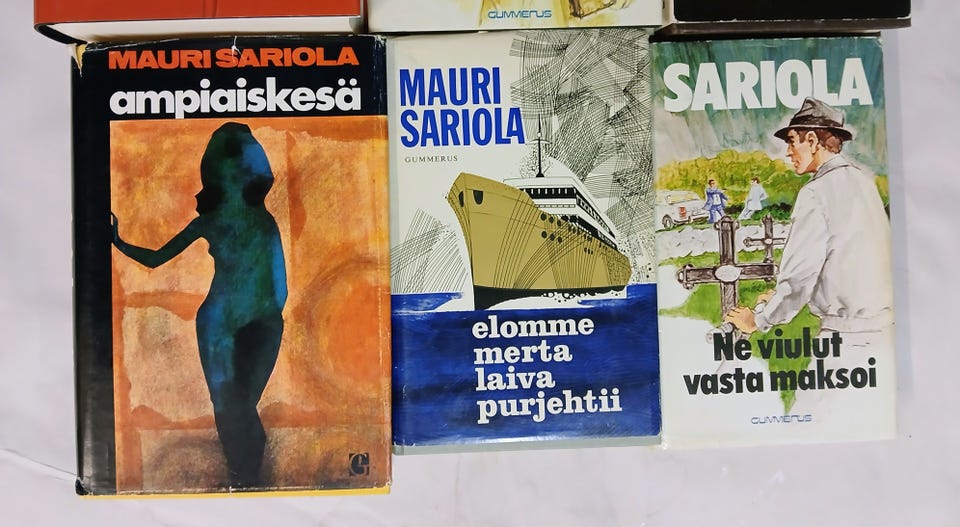 GUMMERUS
MAURI SARIOLA
ampiaiskesä
G
MAURI
SARIOLA
GUMMERUS
elomme
merta
laiva
purjehtii
SARIOLA
Ne viulut
vasta maksoi
GUMMERUS